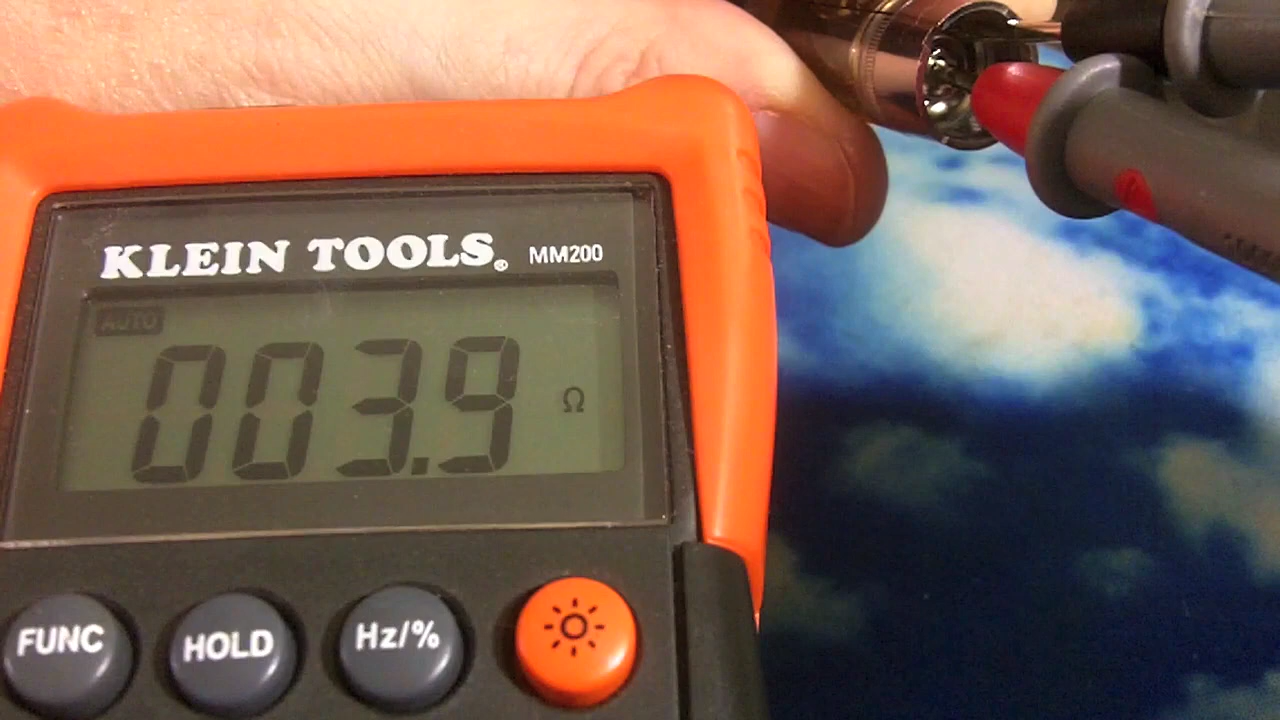 KLEIN TOOLS® MM200
AUTO
003.9 Ω
FUNC HOLD Hz/%